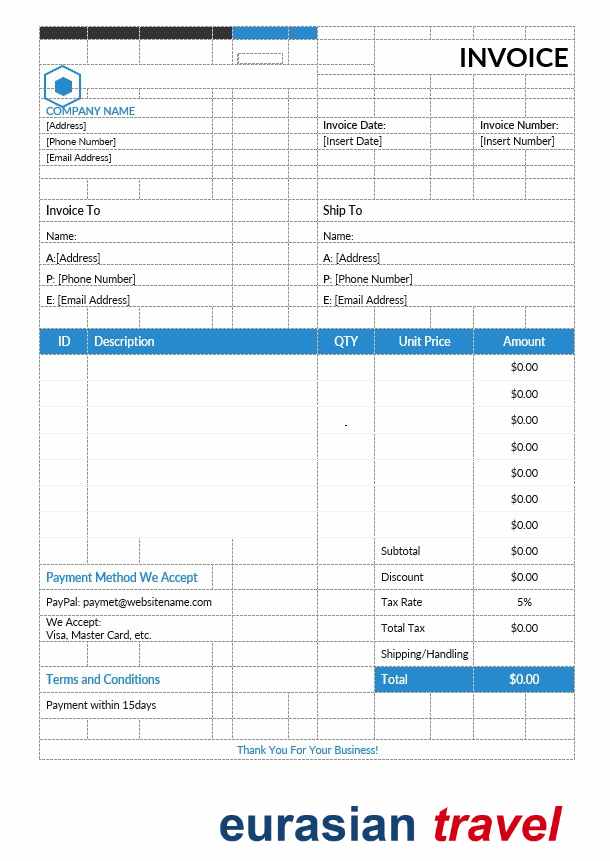 INVOICE
COMPANY NAME
[Address]
Invoice Date: Invoice Number:
[Phone Number] [Insert Date] [Insert Number]
[Email Address]
Invoice To Ship To
Name: Name:
A:[Address] A: [Address]
P: [Phone Number] P: [Phone Number]
E: [Email Address] E: [Email Address]
ID Description QTY Unit Price Amount
$0.00
$0.00
. $0.00
$0.00
$0.00
$0.00
$0.00
Subtotal $0.00
Payment Method We Accept Discount $0.00
PayPal: paymet@websitename.com Tax Rate 5%
We Accept:
Visa, Master Card, etc. Total Tax $0.00
Shipping/Handling
Terms and Conditions Total $0.00
Payment within 15days
Thank You For Your Business!
eurasian travel